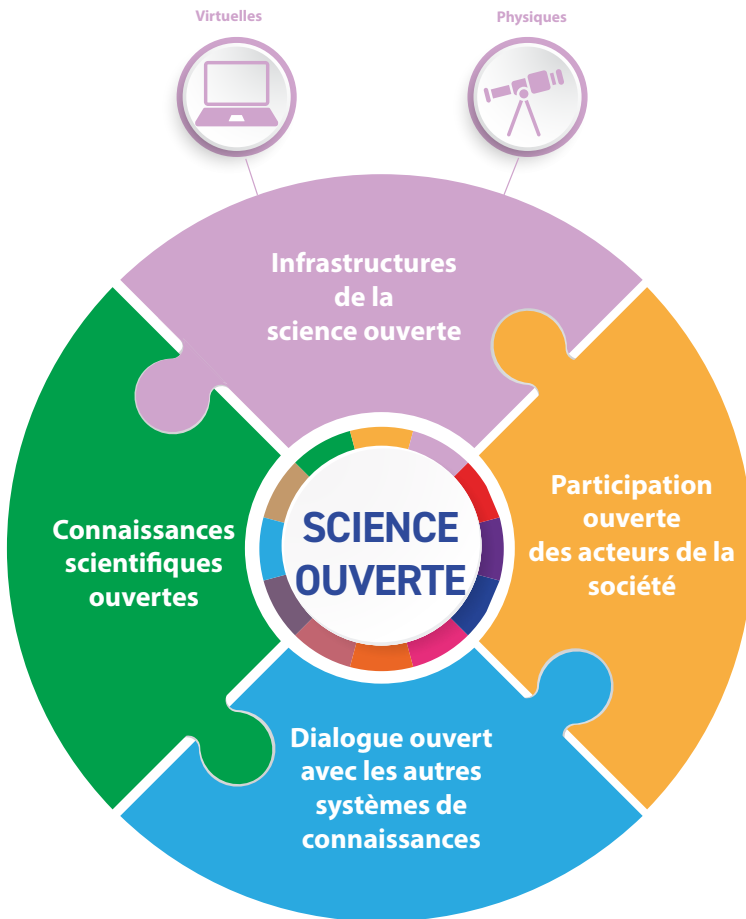 Virtuelles
Physiques
Infrastructures
de la
science ouverte
Connaissances
scientifiques
ouvertes
SCIENCE
OUVERTE
Participation
ouverte
des acteurs de la
société
Dialogue ouvert
avec les autres
systèmes de
connaissances